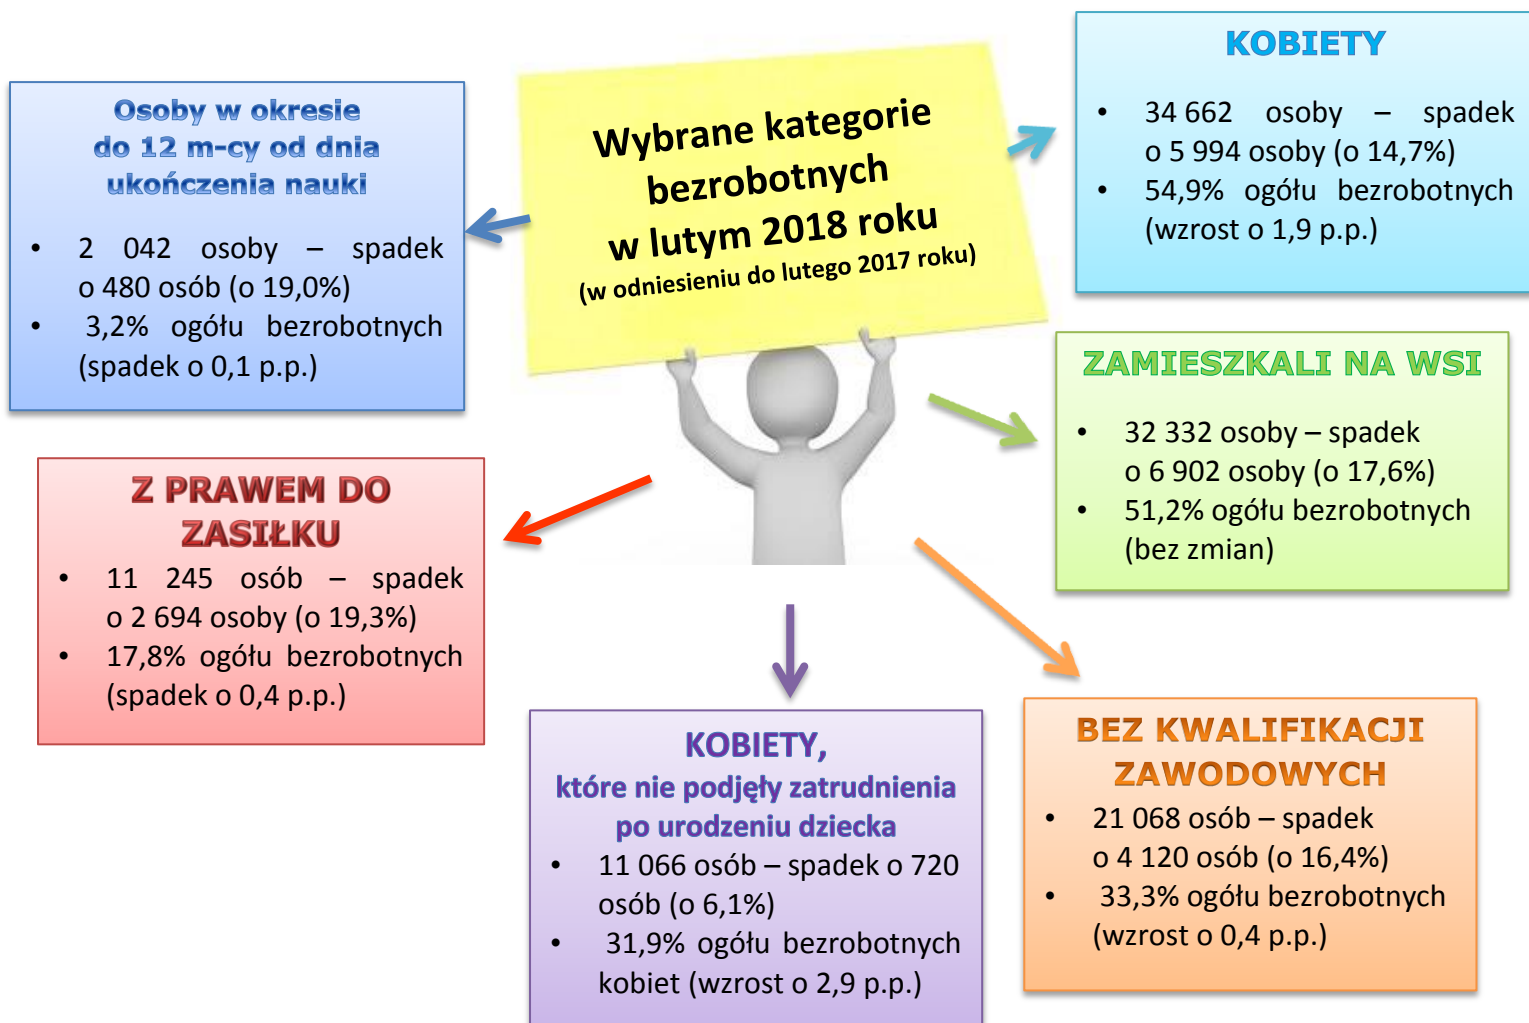 Wybrane kategorie
bezrobotnych
w lutym 2018 roku
(w odniesieniu do lutego 2017 roku)
Osoby w okresie
do 12 m-cy od dnia
ukończenia nauki
• 2 042 osoby – spadek
o 480 osób (o 19,0%)
• 3,2% ogółu bezrobotnych
(spadek o 0,1 p.p.)
KOBIETY
• 34 662 osoby – spadek
o 5 994 osoby (o 14,7%)
• 54,9% ogółu bezrobotnych
(wzrost o 1,9 p.p.)
ZAMIESZKALI NA WSI
• 32 332 osoby – spadek
o 6 902 osoby (o 17,6%)
• 51,2% ogółu bezrobotnych
(bez zmian)
Z PRAWEM DO
ZASIŁKU
• 11 245 osób – spadek
o 2 694 osoby (o 19,3%)
• 17,8% ogółu bezrobotnych
(spadek o 0,4 p.p.)
KOBIETY,
które nie podjęły zatrudnienia
po urodzeniu dziecka
• 11 066 osób – spadek o 720
osób (o 6,1%)
• 31,9% ogółu bezrobotnych
kobiet (wzrost o 2,9 p.p.)
BEZ KWALIFIKACJI
ZAWODOWYCH
• 21 068 osób – spadek
o 4 120 osób (o 16,4%)
• 33,3% ogółu bezrobotnych
(wzrost o 0,4 p.p.)